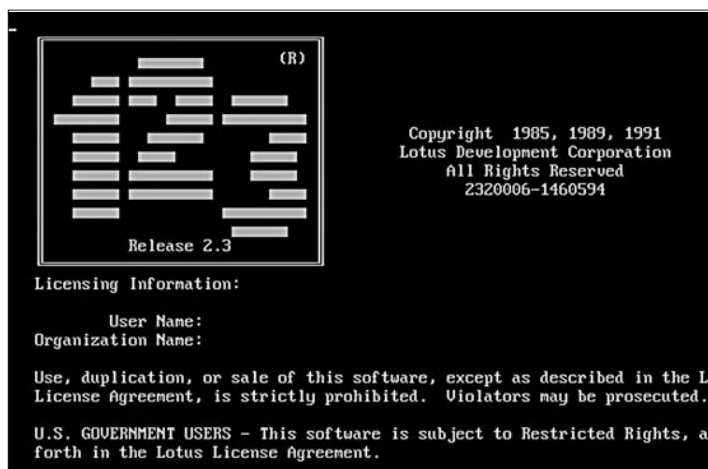 (R)
123
Release 2.3
Copyright 1985, 1989, 1991
Lotus Development Corporation
All Rights Reserved
2320006-1460594
Licensing Information:
User Name:
Organization Name:
Use, duplication, or sale of this software, except as described in the
License Agreement, is strictly prohibited. Violators may be prosecuted.
U.S. GOVERNMENT USERS - This software is subject to Restricted Rights,
forth in the Lotus License Agreement.